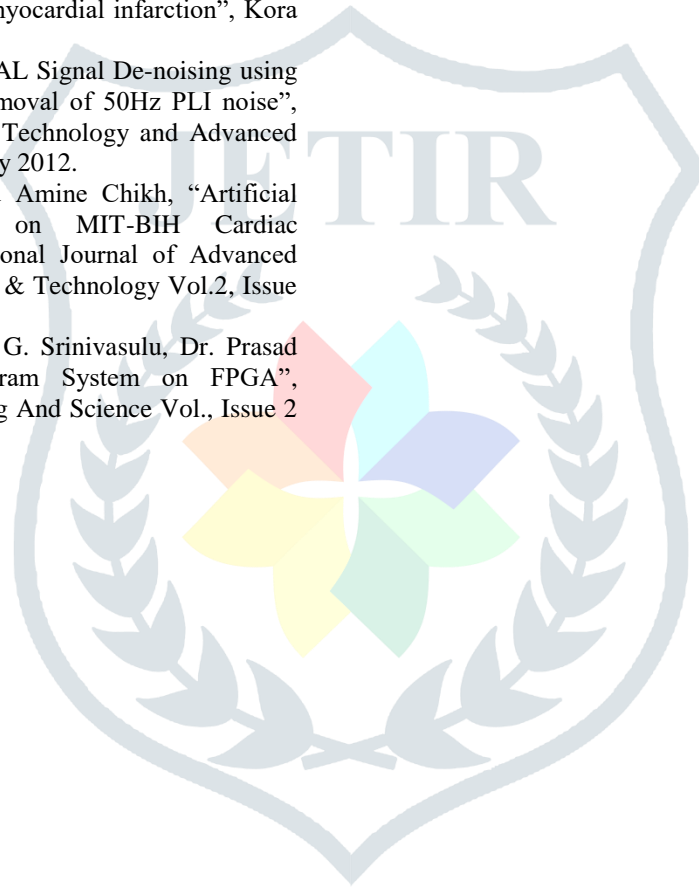 nyocardial infarction”, Kora
AL Signal De-noising using
moval of 50Hz PLI noise”,
Technology and Advanced
y 2012.
Amine Chikh, “Artificial
on MIT-BIH Cardiac
onal Journal of Advanced
& Technology Vol.2, Issue
G. Srinivasulu, Dr. Prasad
ram System on FPGA”,
g And Science Vol., Issue 2
JETIR